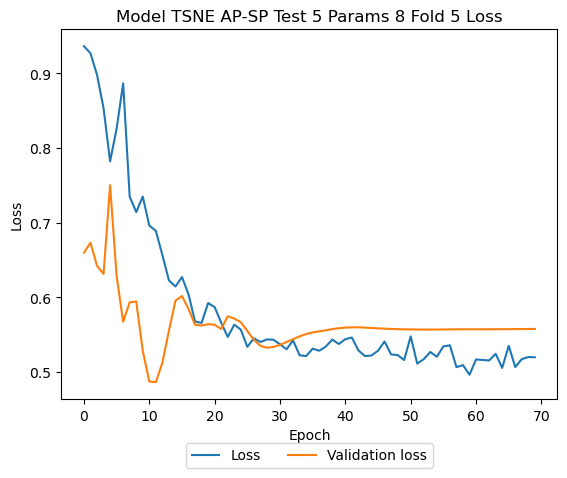 Model TSNE AP-SP Test 5 Params 8 Fold 5 Loss
0.9
0.8
0.7
0.6
0.5
Loss
0 10 20 30 40 50 60 70
Epoch
Loss Validation loss